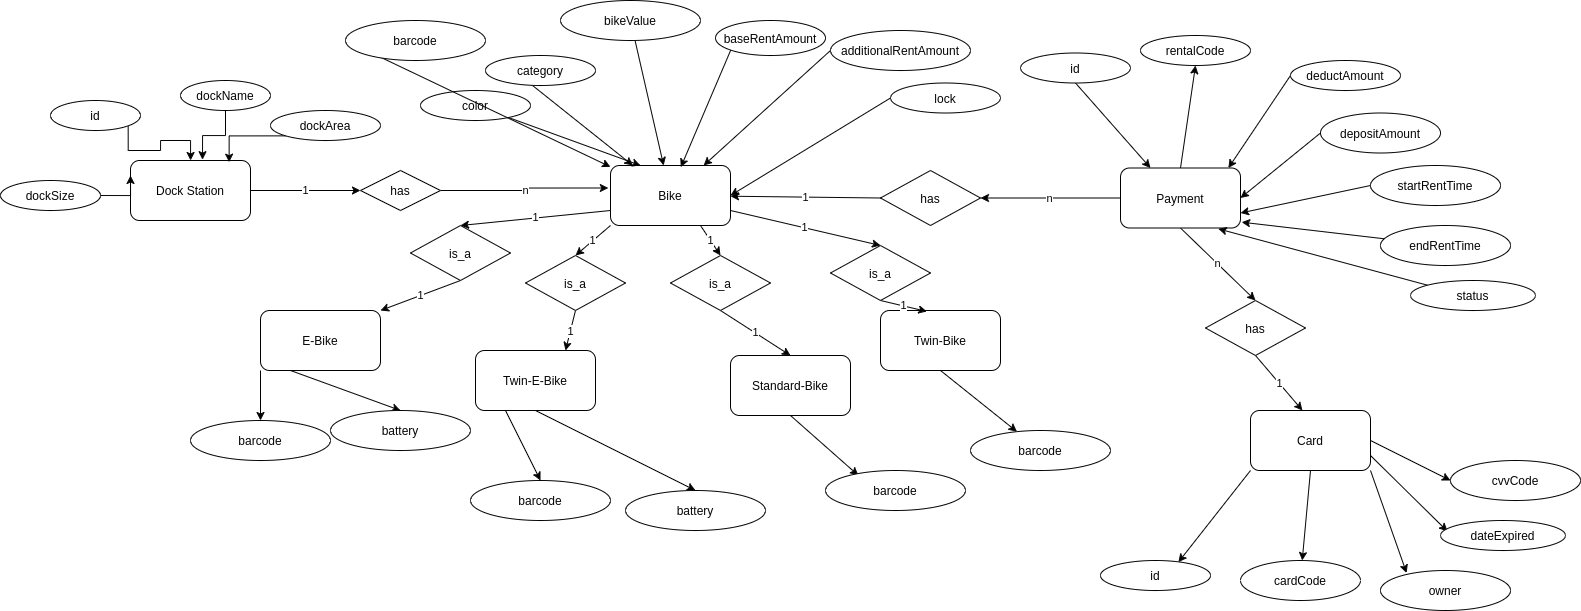 bikeValue
barcode
baseRentAmount
additionalRentAmount
rentalCode
category
id
deductAmount
dockName
color
lock
id
dockArea
depositAmount
dockSize
Dock Station
1
has
n
Bike
1
has
n
Payment
startRentTime
1
1
1
1
endRentTime
is_a
is_a
is_a
is_a
n
status
1
1
1
1
has
E-Bike
Twin-E-Bike
Standard-Bike
Twin-Bike
1
barcode
battery
barcode
Card
barcode
battery
barcode
cvvCode
dateExpired
id
cardCode
owner